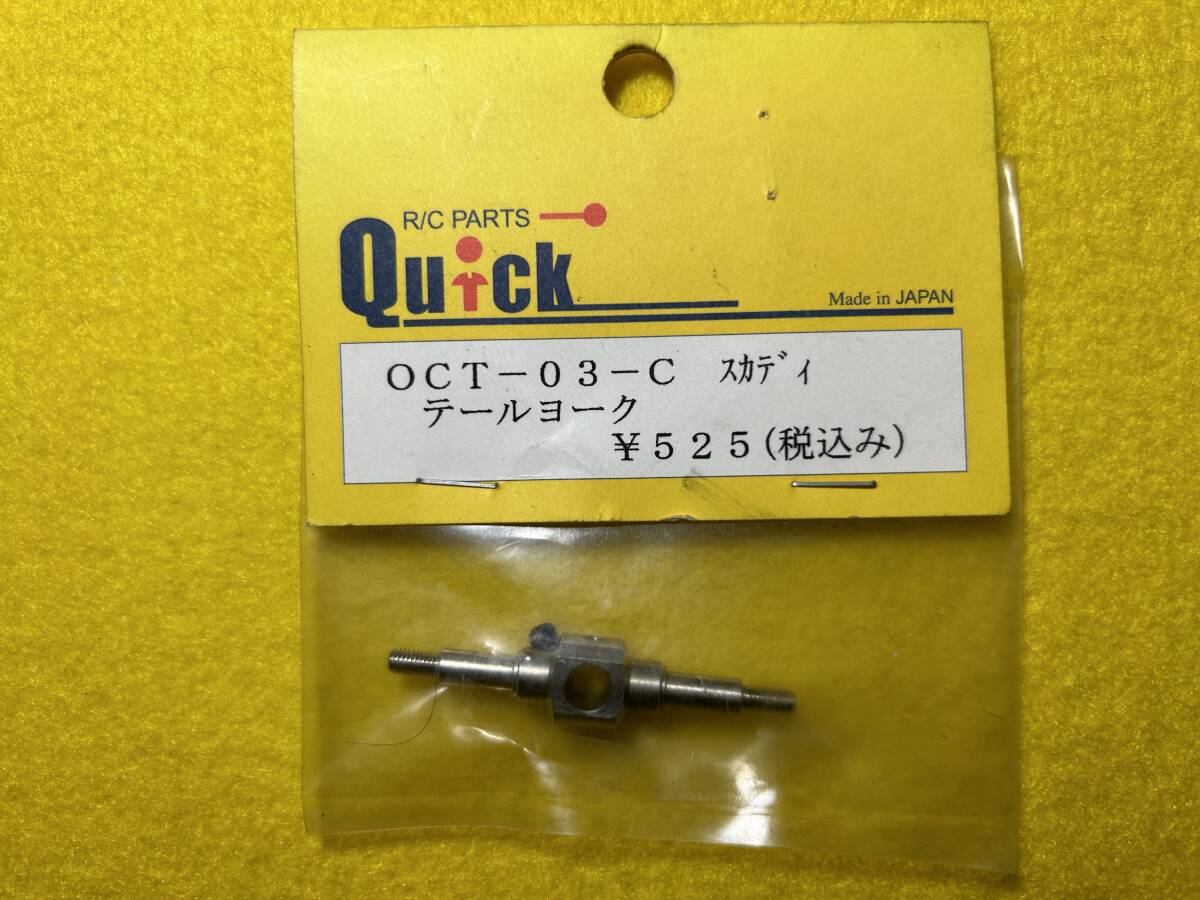 R/C PARTS
Quick
Made in JAPAN
ＯＣＴ－０３－Ｃ ｽｶﾃﾞｨ
テールヨーク
￥５２５(税込み)